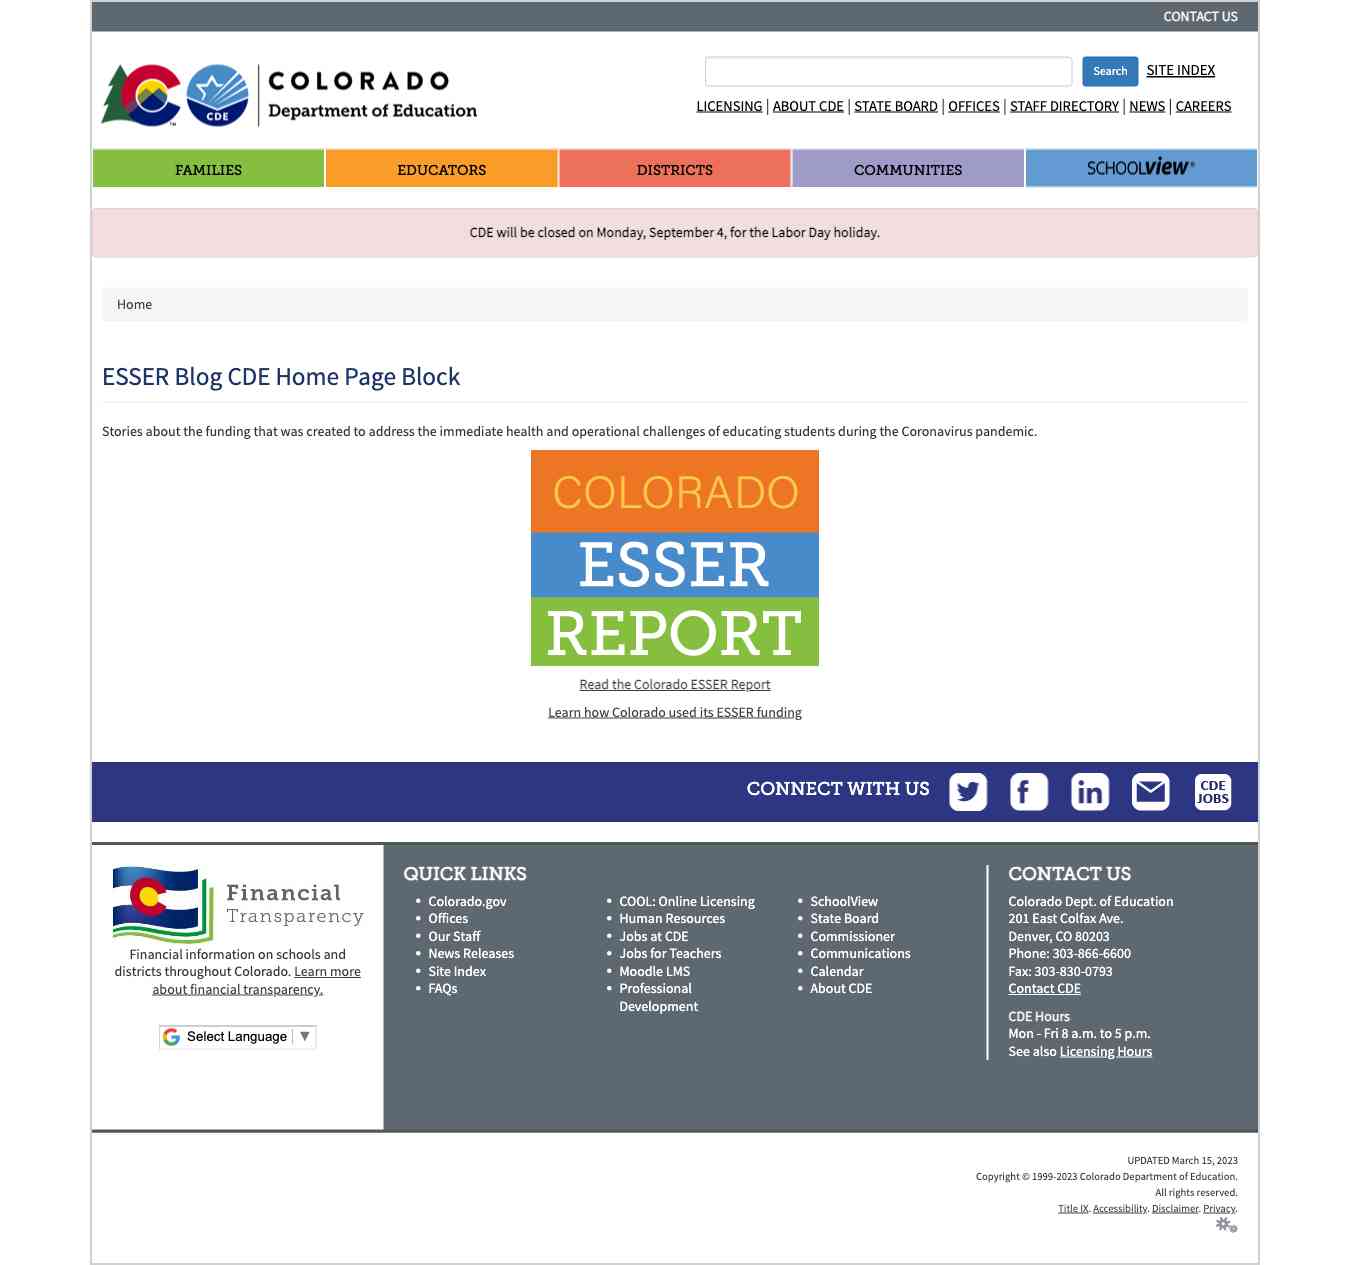 CONTACT US
COLORADO
Department of Education
CDE
TM
Search
SITE INDEX
LICENSING | ABOUT CDE | STATE BOARD | OFFICES | STAFF DIRECTORY | NEWS | CAREERS
FAMILIES
EDUCATORS
DISTRICTS
COMMUNITIES
SCHOOLVIEW®
CDE will be closed on Monday, September 4, for the Labor Day holiday.
Home
ESSER Blog CDE Home Page Block
Stories about the funding that was created to address the immediate health and operational challenges of educating students during the Coronavirus pandemic.
COLORADO
ESSER
REPORT
Read the Colorado ESSER Report
Learn how Colorado used its ESSER funding
CONNECT WITH US
CDE
JOBS
Financial
Transparency
Financial information on schools and
districts throughout Colorado. Learn more
about financial transparency.
Select Language ▼
QUICK LINKS
• Colorado.gov
• Offices
• Our Staff
• News Releases
• Site Index
• FAQs
• COOL: Online Licensing
• Human Resources
• Jobs at CDE
• Jobs for Teachers
• Moodle LMS
• Professional
Development
• SchoolView
• State Board
• Commissioner
• Communications
• Calendar
• About CDE
CONTACT US
Colorado Dept. of Education
201 East Colfax Ave.
Denver, CO 80203
Phone: 303-866-6600
Fax: 303-830-0793
Contact CDE
CDE Hours
Mon - Fri 8 a.m. to 5 p.m.
See also Licensing Hours
UPDATED March 15, 2023
Copyright © 1999-2023 Colorado Department of Education.
All rights reserved.
Title IX. Accessibility. Disclaimer. Privacy.